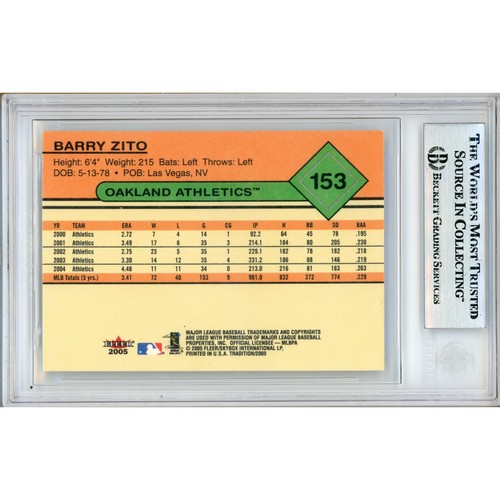 BARRY ZITO
Height: 6'4" Weight: 215 Bats: Left Throws: Left
DOB: 5-13-78 • POB: Las Vegas, NV
OAKLAND ATHLETICS™
153
YR TEAM ERA W L G CG IP H R BB SO BAA
2000 Athletics 2.72 7 4 14 1 92.2 64 45 78 .195
2001 Athletics 3.49 17 8 35 3 214.1 184 80 205 .230
2002 Athletics 2.75 23 5 35 1 229.1 182 78 182 .218
2003 Athletics 3.30 14 12 35 4 231.2 186 88 146 .219
2004 Athletics 4.48 11 11 34 0 213.0 216 81 163 .263
MLB Totals (5 yrs.) 3.41 72 40 153 9 981.0 832 372 774 .229
FLEER
2005
MAJOR LEAGUE BASEBALL TRADEMARKS AND COPYRIGHTS
ARE USED WITH PERMISSION OF MAJOR LEAGUE BASEBALL
PROPERTIES, INC. OFFICIAL LICENSEE — MLBPA
© 2005 FLEER/SKYBOX INTERNATIONAL LP.
PRINTED IN U.S.A. TRADITION/2005
THE WORLD'S MOST TRUSTED
SOURCE IN COLLECTING
BECKETT GRADING SERVICES